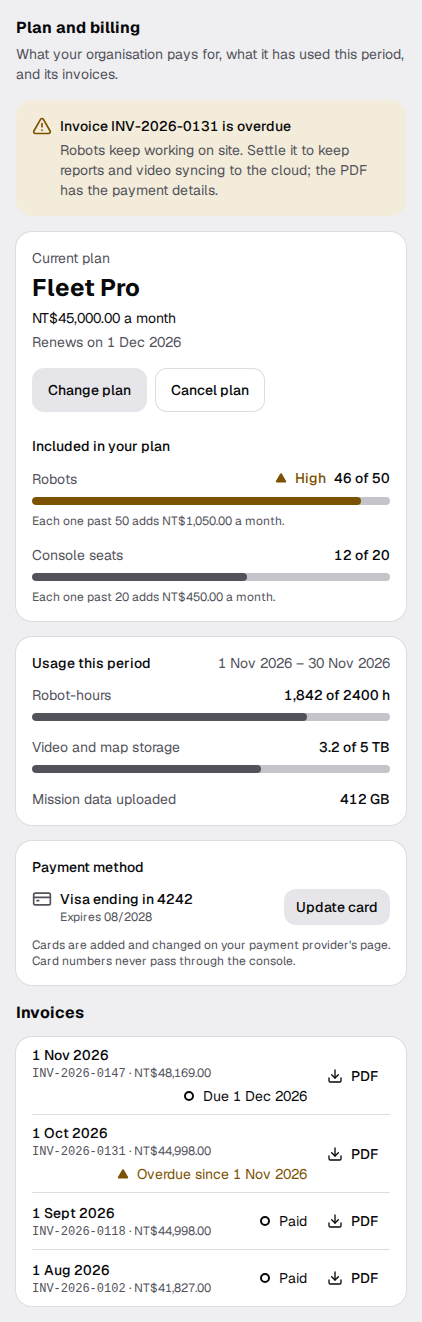 Plan and billing
What your organisation pays for, what it has used this period,
and its invoices.
Invoice INV-2026-0131 is overdue
Robots keep working on site. Settle it to keep
reports and video syncing to the cloud; the PDF
has the payment details.
Current plan
Fleet Pro
NT$45,000.00 a month
Renews on 1 Dec 2026
Change plan Cancel plan
Included in your plan
Robots High 46 of 50
Each one past 50 adds NT$1,050.00 a month.
Console seats 12 of 20
Each one past 20 adds NT$450.00 a month.
Usage this period 1 Nov 2026 – 30 Nov 2026
Robot-hours 1,842 of 2400 h
Video and map storage 3.2 of 5 TB
Mission data uploaded 412 GB
Payment method
Visa ending in 4242
Expires 08/2028
Update card
Cards are added and changed on your payment provider's page.
Card numbers never pass through the console.
Invoices
1 Nov 2026
INV-2026-0147 · NT$48,169.00
Due 1 Dec 2026
PDF
1 Oct 2026
INV-2026-0131 · NT$44,998.00
Overdue since 1 Nov 2026
PDF
1 Sept 2026
INV-2026-0118 · NT$44,998.00
Paid PDF
1 Aug 2026
INV-2026-0102 · NT$41,827.00
Paid PDF